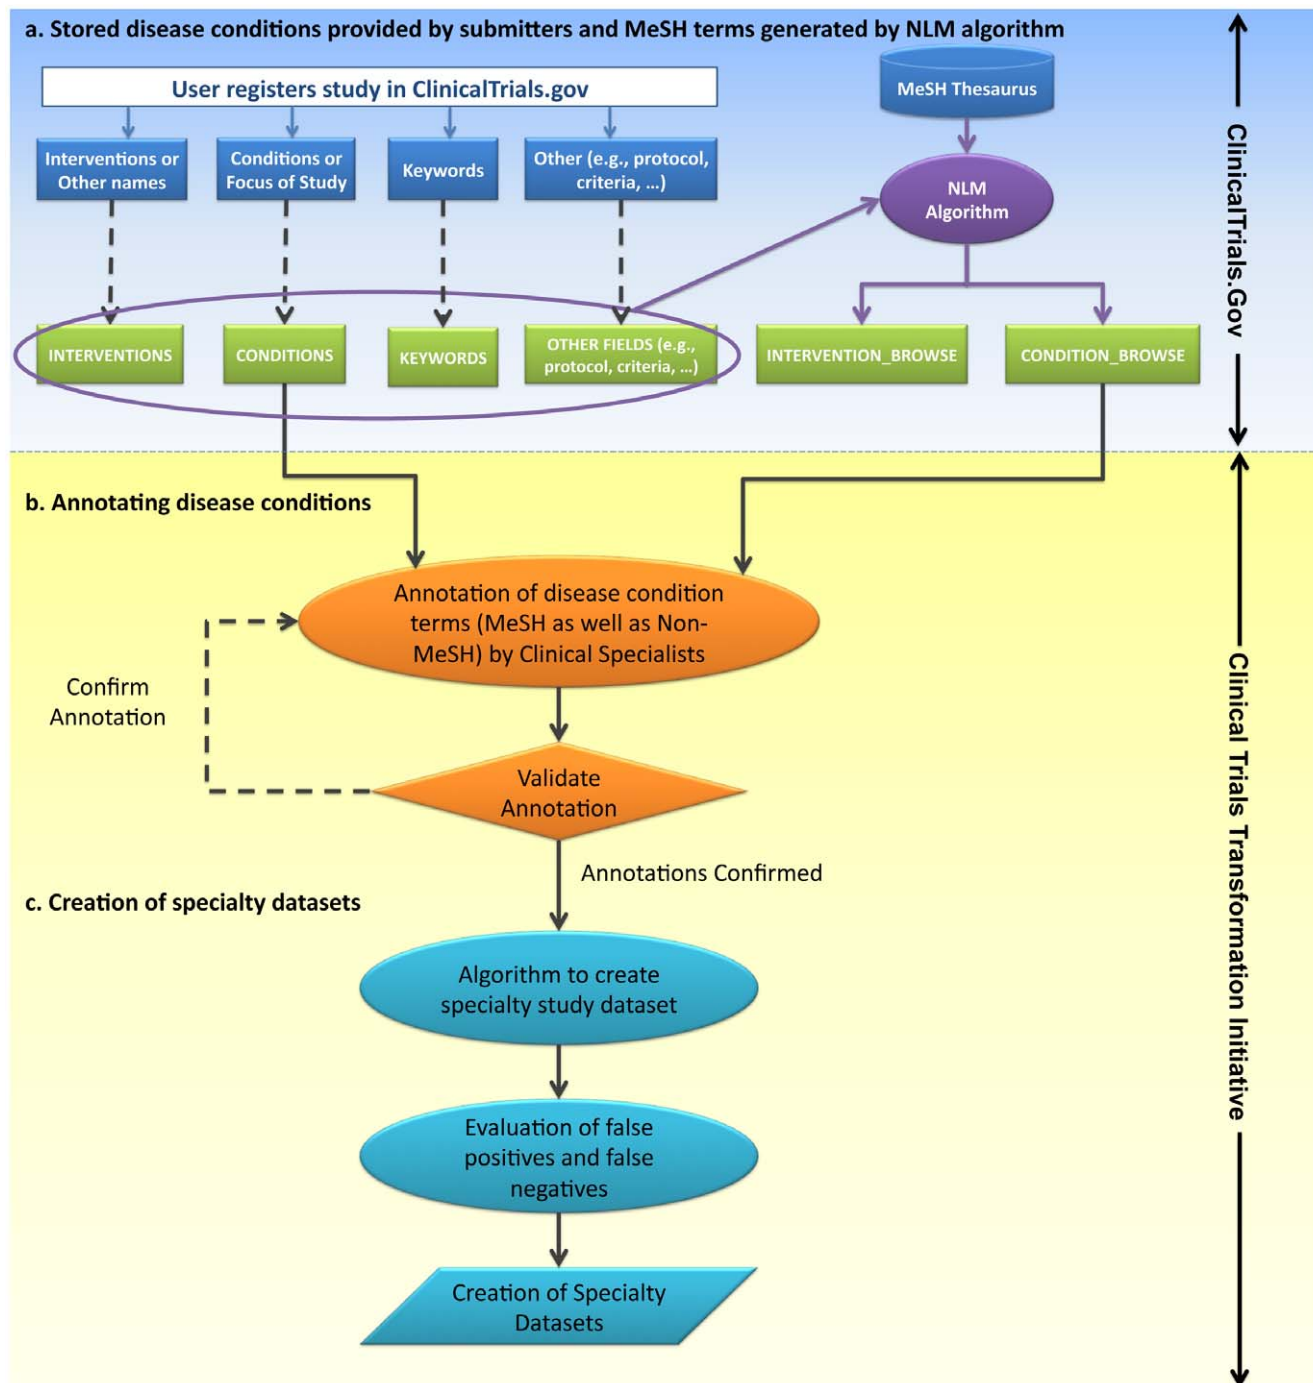 a. Stored disease conditions provided by submitters and MeSH terms generated by NLM algorithm
User registers study in ClinicalTrials.gov
MeSH Thesaurus
Interventions or
Other names
Conditions or
Focus of Study
Keywords
Other (e.g., protocol,
criteria, ...)
NLM
Algorithm
INTERVENTIONS
CONDITIONS
KEYWORDS
OTHER FIELDS (e.g.,
protocol, criteria, ...)
INTERVENTION_BROWSE
CONDITION_BROWSE
ClinicalTrials.Gov
b. Annotating disease conditions
Annotation of disease condition
terms (MeSH as well as Non-
MeSH) by Clinical Specialists
Confirm
Annotation
Validate
Annotation
Annotations Confirmed
c. Creation of specialty datasets
Algorithm to create
specialty study dataset
Evaluation of false
positives and false
negatives
Creation of Specialty
Datasets
Clinical Trials Transformation Initiative